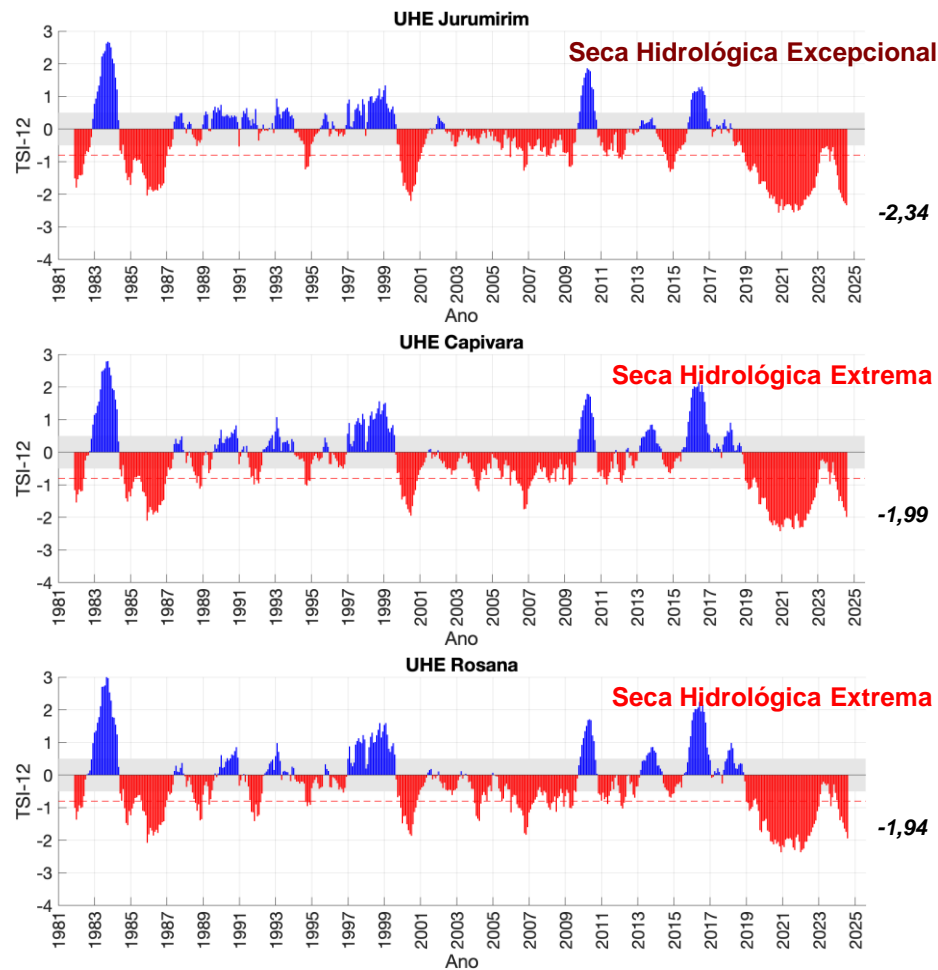 UHE Jurumirim
Seca Hidrológica Excepcional
3
2
1
0
-1
-2
-3
-4
TSI-12
-2,34
1981 1983 1985 1987 1989 1991 1993 1995 1997 1999 2001 2003 2005 2007 2009 2011 2013 2015 2017 2019 2021 2023 2025
Ano
UHE Capivara
Seca Hidrológica Extrema
3
2
1
0
-1
-2
-3
-4
TSI-12
-1,99
1981 1983 1985 1987 1989 1991 1993 1995 1997 1999 2001 2003 2005 2007 2009 2011 2013 2015 2017 2019 2021 2023 2025
Ano
UHE Rosana
Seca Hidrológica Extrema
3
2
1
0
-1
-2
-3
-4
TSI-12
-1,94
1981 1983 1985 1987 1989 1991 1993 1995 1997 1999 2001 2003 2005 2007 2009 2011 2013 2015 2017 2019 2021 2023 2025
Ano